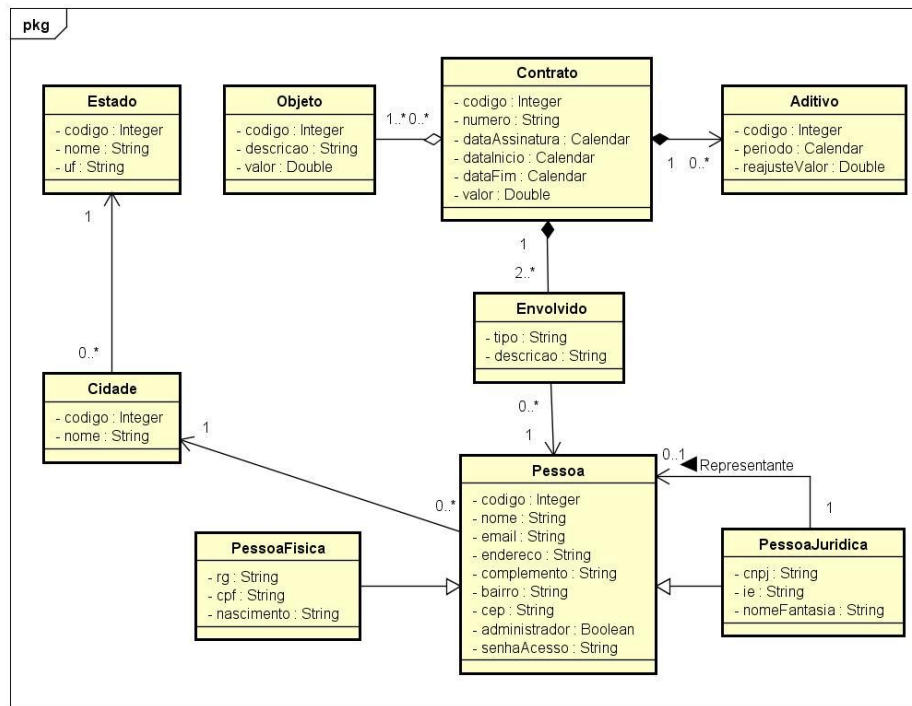 pkg
Estado
- codigo : Integer
- nome : String
- uf : String
Objeto
- codigo : Integer
- descricao : String
- valor : Double
1..* 0..*
Contrato
- codigo : Integer
- numero : String
- dataAssinatura : Calendar
- dataInicio : Calendar
- dataFim : Calendar
- valor : Double
1 0..*
Aditivo
- codigo : Integer
- periodo : Calendar
- reajusteValor : Double
1
0..*
1
2..*
Envolvido
- tipo : String
- descricao : String
Cidade
- codigo : Integer
- nome : String
1
0..*
0..*
1
Pessoa
- codigo : Integer
- nome : String
- email : String
- endereco : String
- complemento : String
- bairro : String
- cep : String
- administrador : Boolean
- senhaAcesso : String
0..1 Representante
1
PessoaFisica
- rg : String
- cpf : String
- nascimento : String
PessoaJuridica
- cnpj : String
- ie : String
- nomeFantasia : String